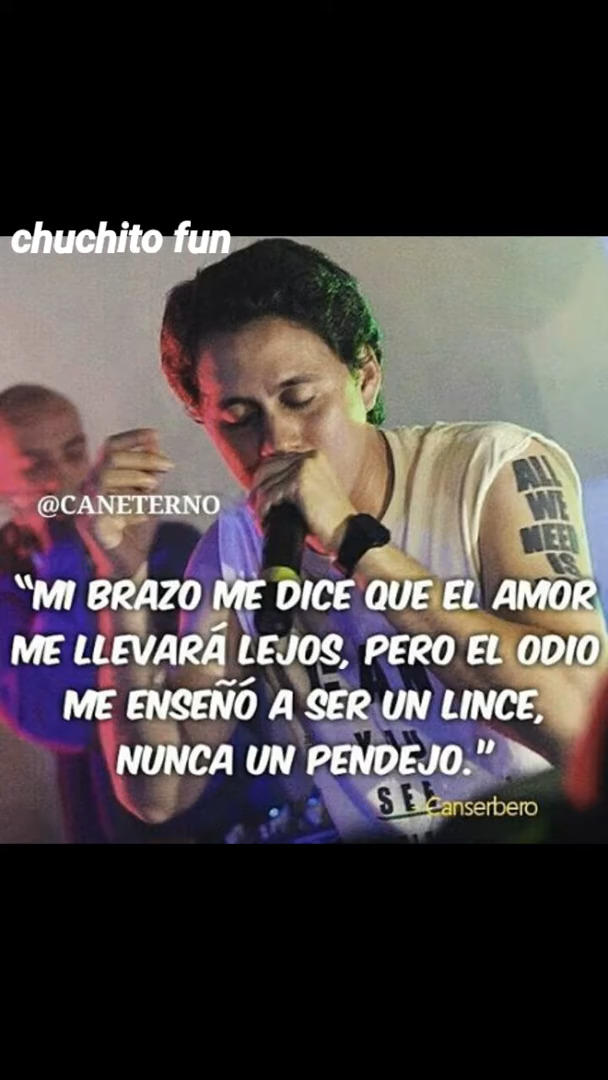 chuchito fun
ALL
WE
NEED
IS
@CANETERNO
"MI BRAZO ME DICE QUE EL AMOR
ME LLEVARÁ LEJOS, PERO EL ODIO
ME ENSEÑÓ A SER UN LINCE,
NUNCA UN PENDEJO."
SEE
Canserbero